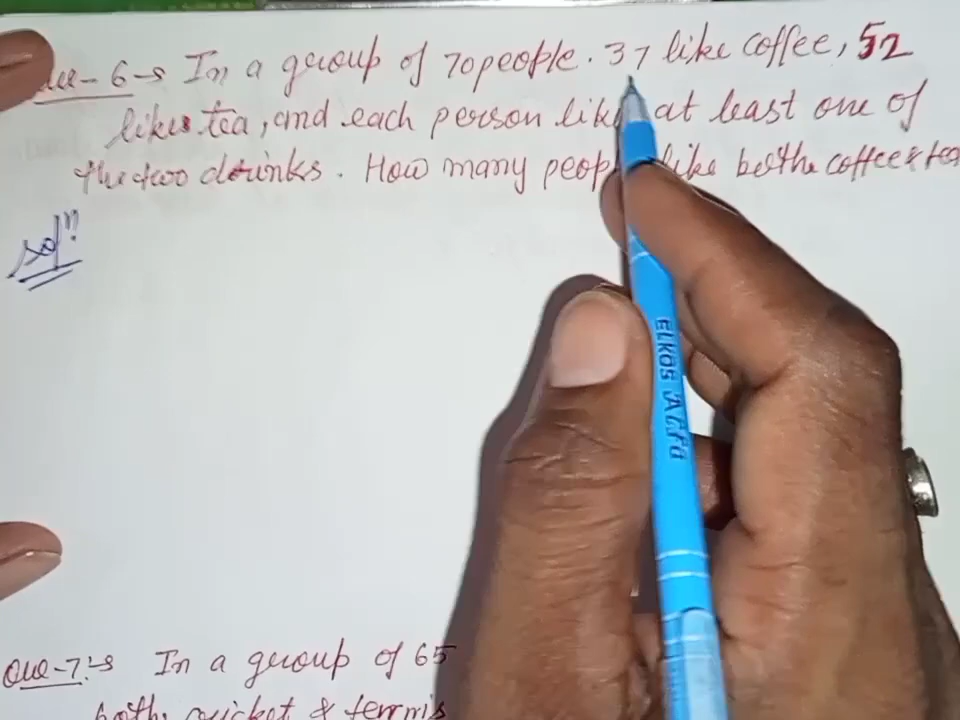 Que-6→ In a group of 70 people. 37 like coffee, 52
likes tea, and each person like at least one of
the two drinks. How many people like bothe coffee & tea
Solⁿ
ELKOS Alfa
Que-7:→ In a group of 65
both cricket & tennis